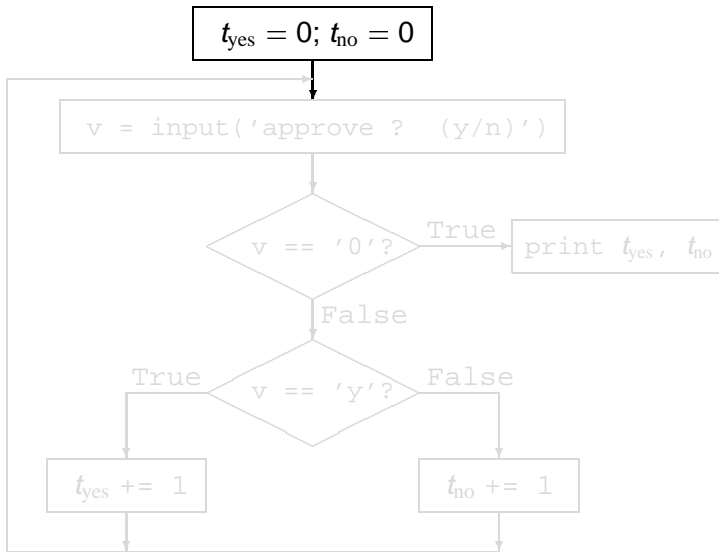 t_yes = 0; t_no = 0
v = input('approve ? (y/n)')
v == '0'?
True
print t_yes, t_no
False
True
v == 'y'?
False
t_yes += 1
t_no += 1